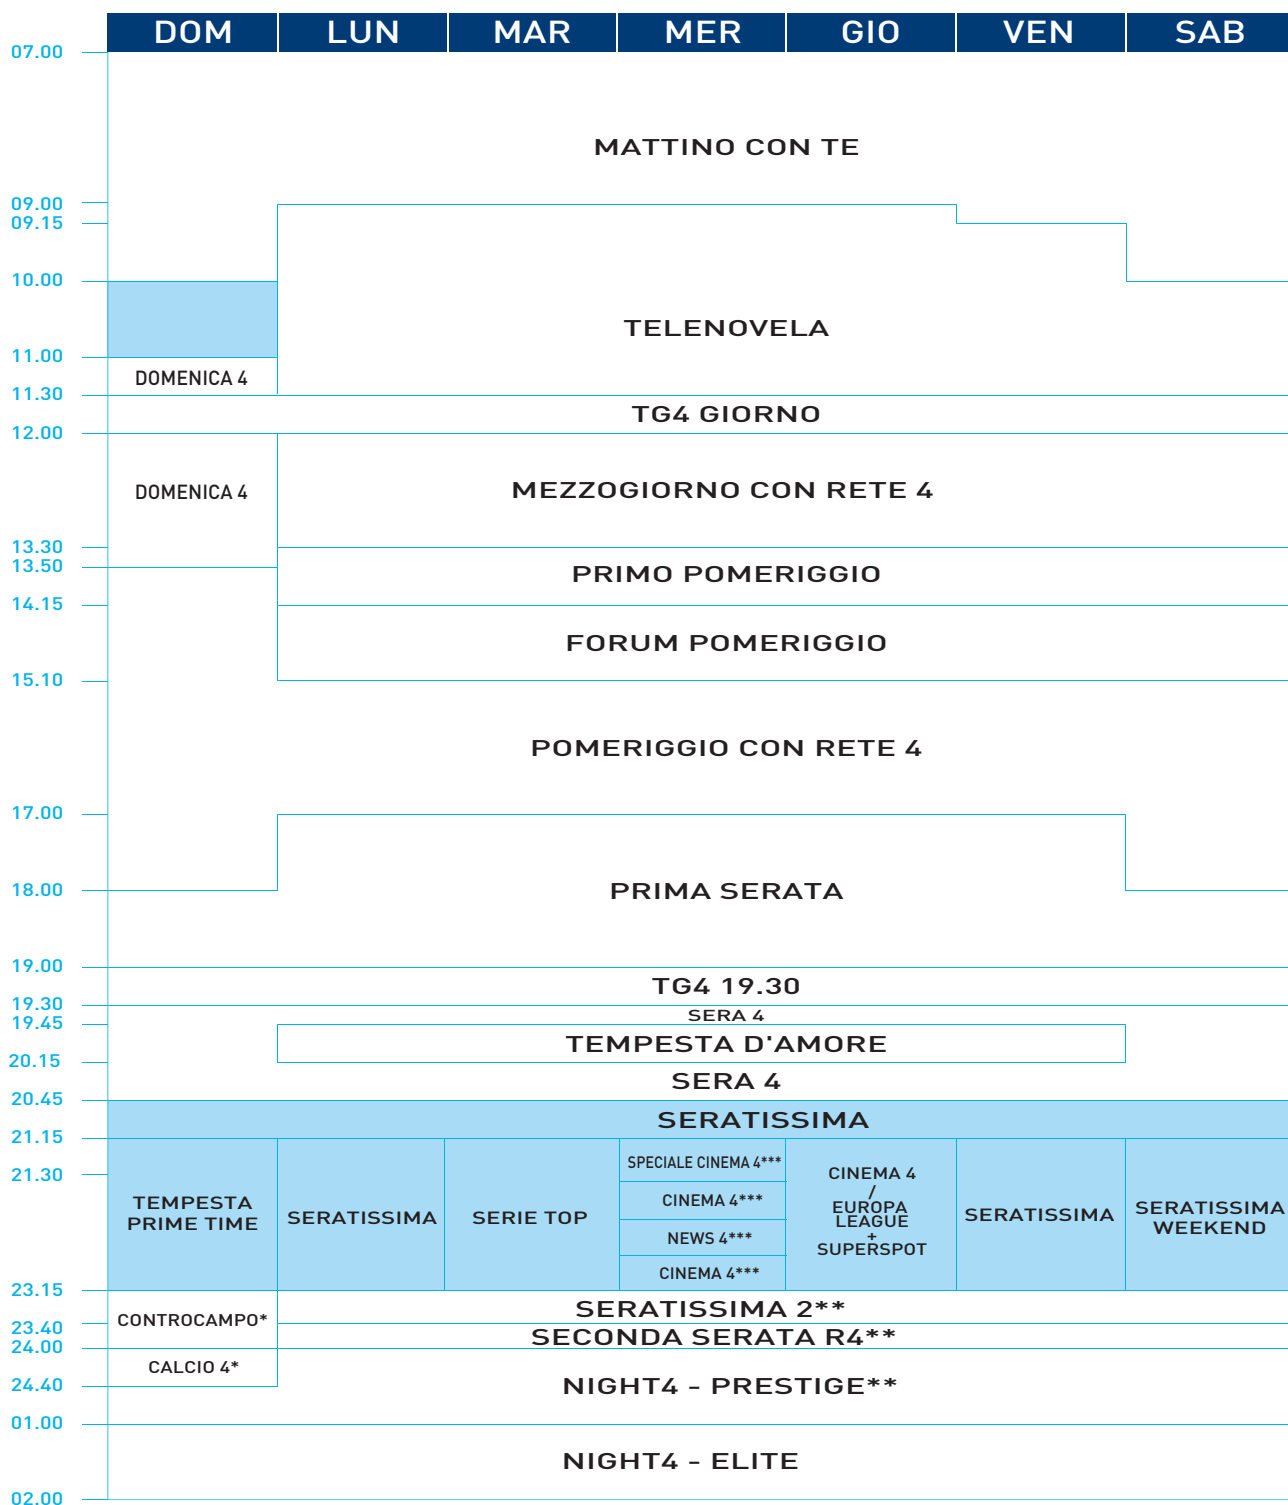 DOM LUN MAR MER GIO VEN SAB
07.00
MATTINO CON TE
09.00
09.15
10.00
TELENOVELA
11.00
DOMENICA 4
11.30
TG4 GIORNO
12.00
DOMENICA 4
MEZZOGIORNO CON RETE 4
13.30
13.50
PRIMO POMERIGGIO
14.15
FORUM POMERIGGIO
15.10
POMERIGGIO CON RETE 4
17.00
18.00
PRIMA SERATA
19.00
TG4 19.30
19.30
SERA 4
19.45
TEMPESTA D'AMORE
20.15
SERA 4
20.45
SERATISSIMA
21.15
21.30
TEMPESTA
PRIME TIME
SERATISSIMA
SERIE TOP
SPECIALE CINEMA 4***
CINEMA 4***
NEWS 4***
CINEMA 4***
CINEMA 4
/
EUROPA
LEAGUE
+
SUPERSPOT
SERATISSIMA
SERATISSIMA
WEEKEND
23.15
CONTROCAMPO*
SERATISSIMA 2**
23.40
SECONDA SERATA R4**
24.00
CALCIO 4*
24.40
NIGHT4 - PRESTIGE**
01.00
NIGHT4 - ELITE
02.00